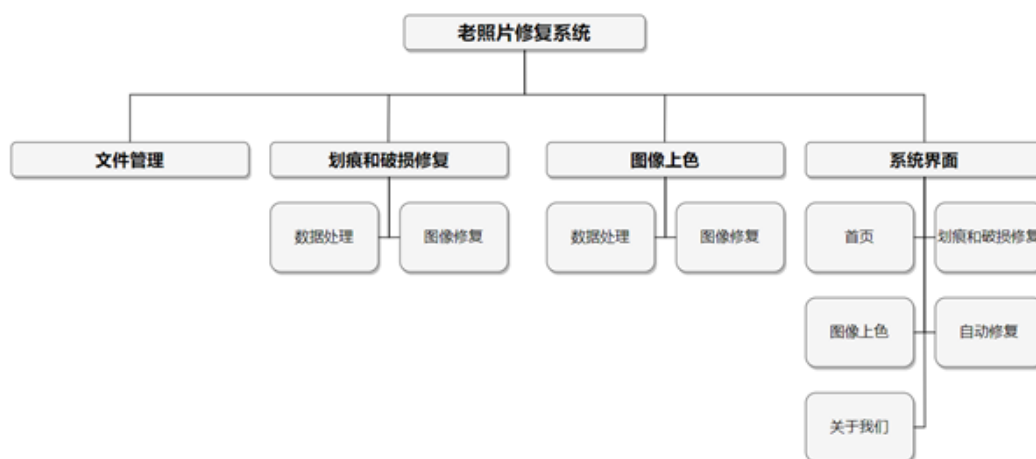 老照片修复系统
文件管理
划痕和破损修复
图像上色
系统界面
数据处理
图像修复
数据处理
图像修复
首页
划痕和破损修复
图像上色
自动修复
关于我们